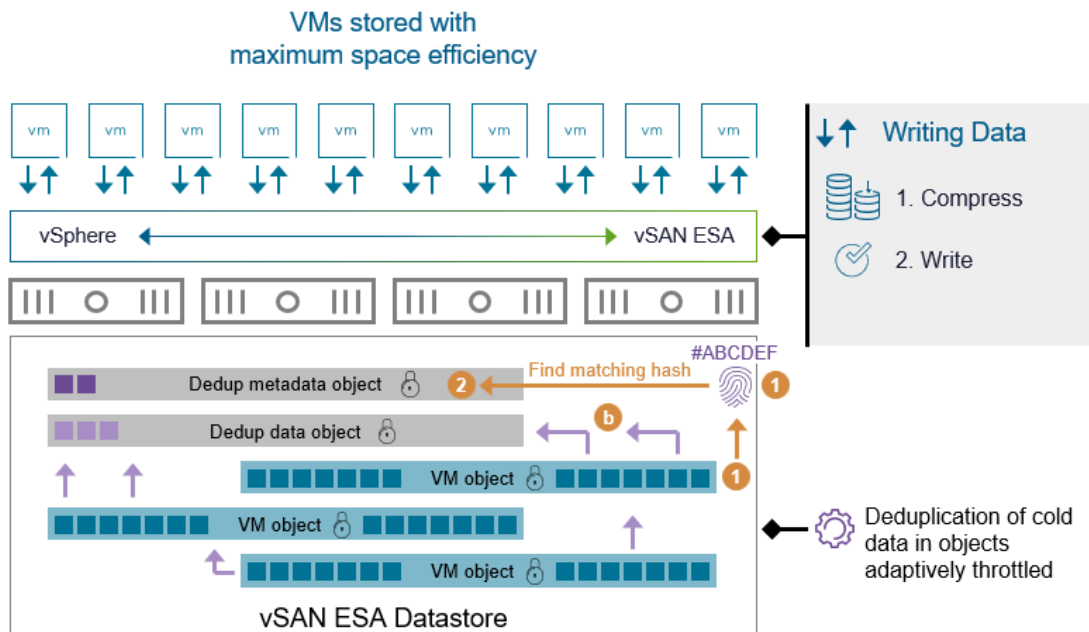 VMs stored with
maximum space efficiency
vm vm vm vm vm vm vm vm vm vm
Writing Data
1. Compress
2. Write
vSphere
vSAN ESA
#ABCDEF
Dedup metadata object
2
Find matching hash
1
Dedup data object
b
VM object
1
VM object
VM object
vSAN ESA Datastore
Deduplication of cold
data in objects
adaptively throttled